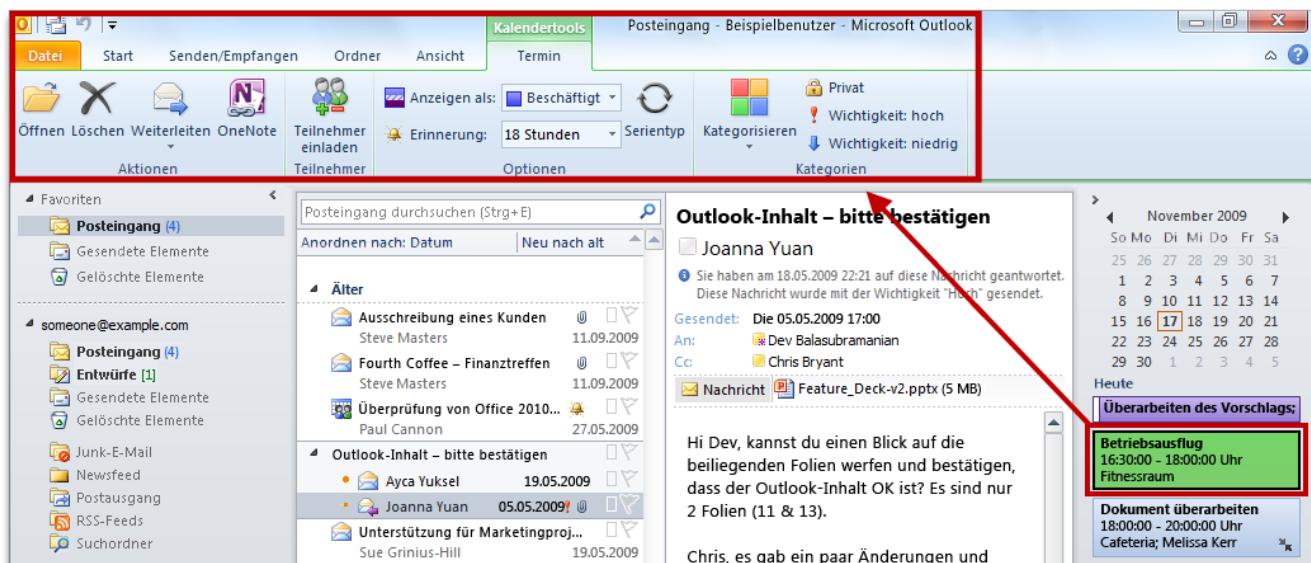 Kalendertools
Posteingang - Beispielbenutzer - Microsoft Outlook
Datei Start Senden/Empfangen Ordner Ansicht Termin
Öffnen Löschen Weiterleiten OneNote
Aktionen
Teilnehmer
einladen
Teilnehmer
Anzeigen als: Beschäftigt
Erinnerung: 18 Stunden
Serientyp
Optionen
Kategorisieren
Privat
Wichtigkeit: hoch
Wichtigkeit: niedrig
Kategorien
Favoriten
Posteingang (4)
Gesendete Elemente
Gelöschte Elemente
someone@example.com
Posteingang (4)
Entwürfe [1]
Gesendete Elemente
Gelöschte Elemente
Junk-E-Mail
Newsfeed
Postausgang
RSS-Feeds
Suchordner
Posteingang durchsuchen (Strg+E)
Anordnen nach: Datum Neu nach alt
Älter
Ausschreibung eines Kunden
Steve Masters 11.09.2009
Fourth Coffee – Finanztreffen
Steve Masters 11.09.2009
Überprüfung von Office 2010...
Paul Cannon 27.05.2009
Outlook-Inhalt – bitte bestätigen
Ayca Yuksel 19.05.2009
Joanna Yuan 05.05.2009
Unterstützung für Marketingproj...
Sue Grinius-Hill 19.05.2009
Outlook-Inhalt – bitte bestätigen
Joanna Yuan
Sie haben am 18.05.2009 22:21 auf diese Nachricht geantwortet.
Diese Nachricht wurde mit der Wichtigkeit "Hoch" gesendet.
Gesendet: Die 05.05.2009 17:00
An: Dev Balasubramanian
Cc: Chris Bryant
Nachricht Feature_Deck-v2.pptx (5 MB)
Hi Dev, kannst du einen Blick auf die
beiliegenden Folien werfen und bestätigen,
dass der Outlook-Inhalt OK ist? Es sind nur
2 Folien (11 & 13).
Chris, es gab ein paar Änderungen und
November 2009
So Mo Di Mi Do Fr Sa
25 26 27 28 29 30 31
1 2 3 4 5 6 7
8 9 10 11 12 13 14
15 16 17 18 19 20 21
22 23 24 25 26 27 28
29 30 1 2 3 4 5
Heute
Überarbeiten des Vorschlags;
Betriebsausflug
16:30:00 - 18:00:00 Uhr
Fitnessraum
Dokument überarbeiten
18:00:00 - 20:00:00 Uhr
Cafeteria; Melissa Kerr